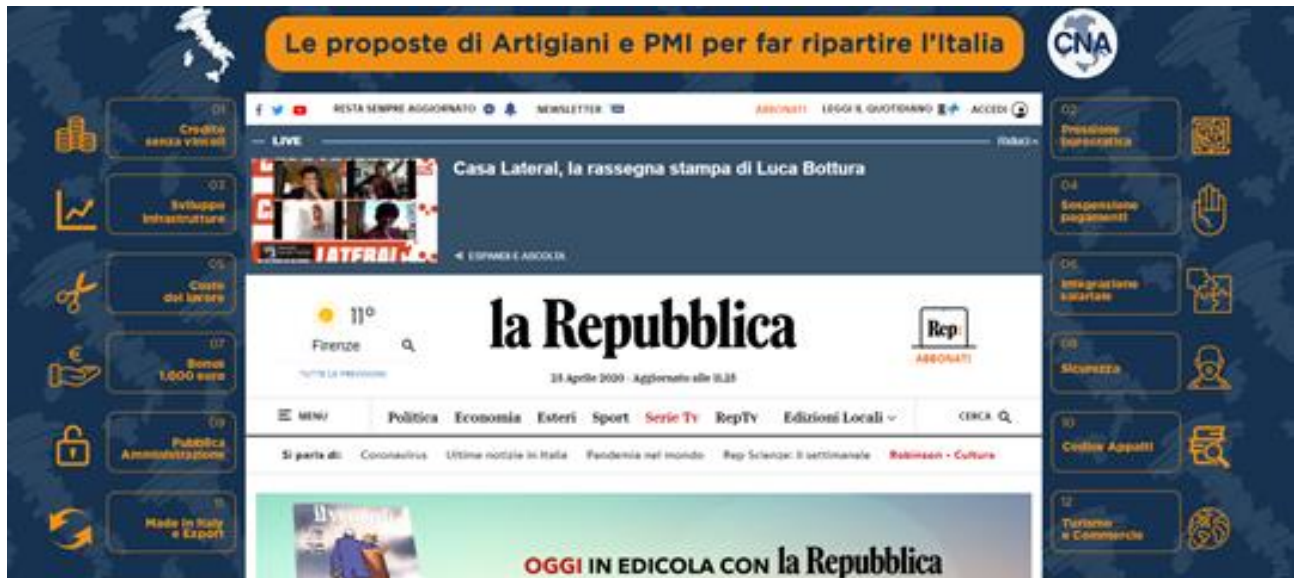 Le proposte di Artigiani e PMI per far ripartire l'Italia
CNA
RESTA SEMPRE AGGIORNATO NEWSLETTER ABBONATI LEGGI IL QUOTIDIANO ACCEDI
LIVE Riduci
Casa Lateral, la rassegna stampa di Luca Bottura
LATERAL
ESPANDI E ASCOLTA
01
Credito
senza vincoli
03
Sviluppo
Infrastrutture
05
Costo
del lavoro
07
Bonus
1.000 euro
09
Pubblica
Amministrazione
11
Made in Italy
e Export
11°
Firenze
TUTTE LE PREVISIONI
la Repubblica
25 Aprile 2020 - Aggiornato alle 11.25
Rep:
ABBONATI
MENU Politica Economia Esteri Sport Serie Tv RepTv Edizioni Locali CERCA
Si parla di: Coronavirus Ultime notizie in Italia Pandemia nel mondo Rep Scienze: il settimanale Robinson - Cultura
OGGI IN EDICOLA CON la Repubblica
02
Pressione
burocratica
04
Sospensione
pagamenti
06
Integrazione
salariale
08
Sicurezza
10
Codice Appalti
12
Turismo
e Commercio